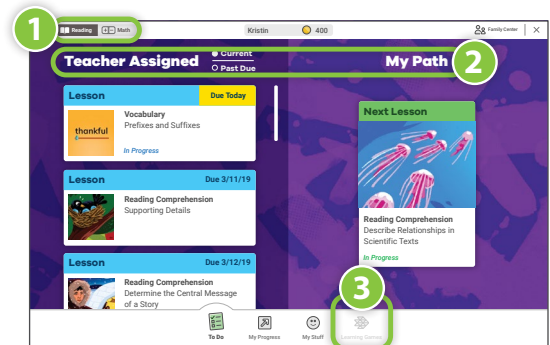 1
Reading Math
Kristin
400
Family Center
Teacher Assigned
Current
Past Due
My Path
2
Lesson
Due Today
thankful
Vocabulary
Prefixes and Suffixes
In Progress
Lesson
Due 3/11/19
Reading Comprehension
Supporting Details
Lesson
Due 3/12/19
Reading Comprehension
Determine the Central Message
of a Story
Next Lesson
Reading Comprehension
Describe Relationships in
Scientific Texts
In Progress
3
To Do
My Progress
My Stuff
Learning Games